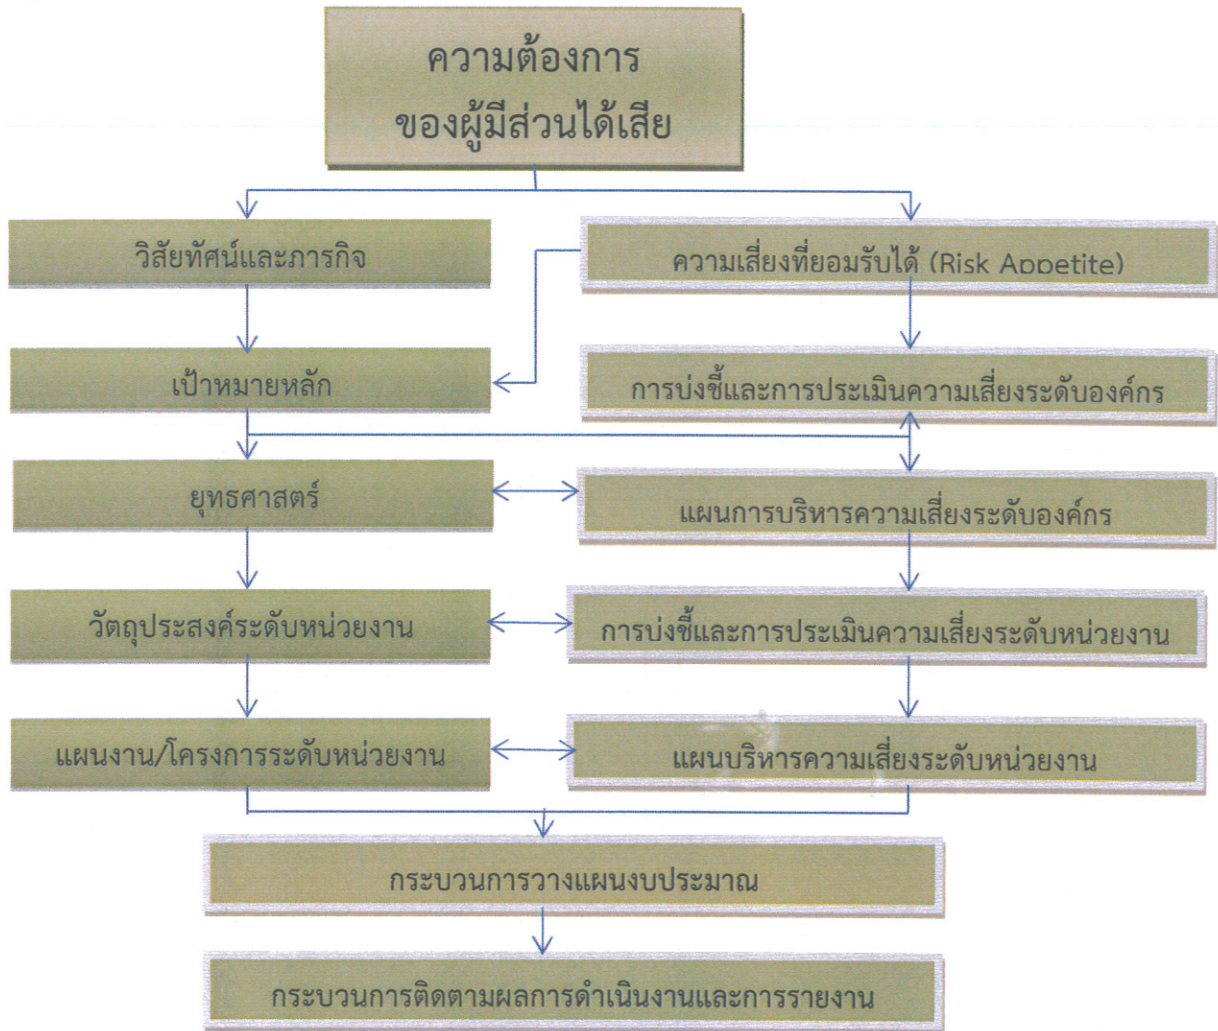 ความต้องการ
ของผู้มีส่วนได้เสีย
วิสัยทัศน์และภารกิจ
ความเสี่ยงที่ยอมรับได้ (Risk Appetite)
เป้าหมายหลัก
การบ่งชี้และการประเมินความเสี่ยงระดับองค์กร
ยุทธศาสตร์
แผนการบริหารความเสี่ยงระดับองค์กร
วัตถุประสงค์ระดับหน่วยงาน
การบ่งชี้และการประเมินความเสี่ยงระดับหน่วยงาน
แผนงาน/โครงการระดับหน่วยงาน
แผนบริหารความเสี่ยงระดับหน่วยงาน
กระบวนการวางแผนงบประมาณ
กระบวนการติดตามผลการดำเนินงานและการรายงาน